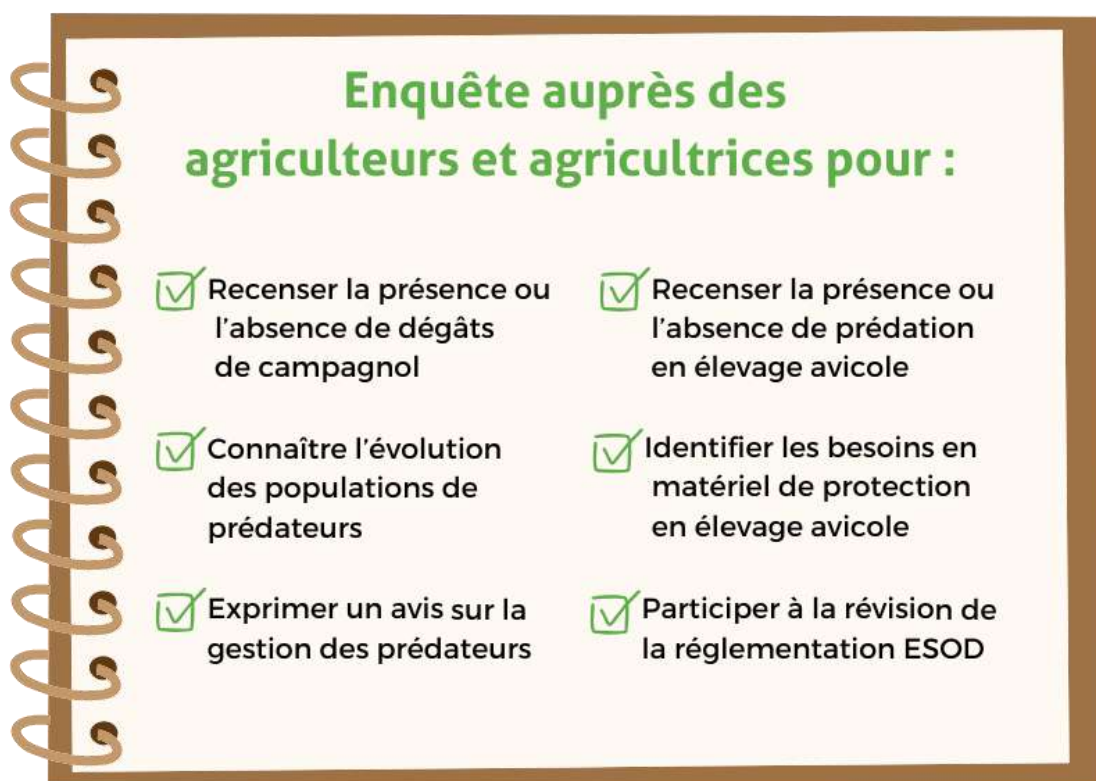 Enquête auprès des
agriculteurs et agricultrices pour :
Recenser la présence ou
l'absence de dégâts
de campagnol
Connaître l'évolution
des populations de
prédateurs
Exprimer un avis sur la
gestion des prédateurs
Recenser la présence ou
l'absence de prédation
en élevage avicole
Identifier les besoins en
matériel de protection
en élevage avicole
Participer à la révision de
la réglementation ESOD